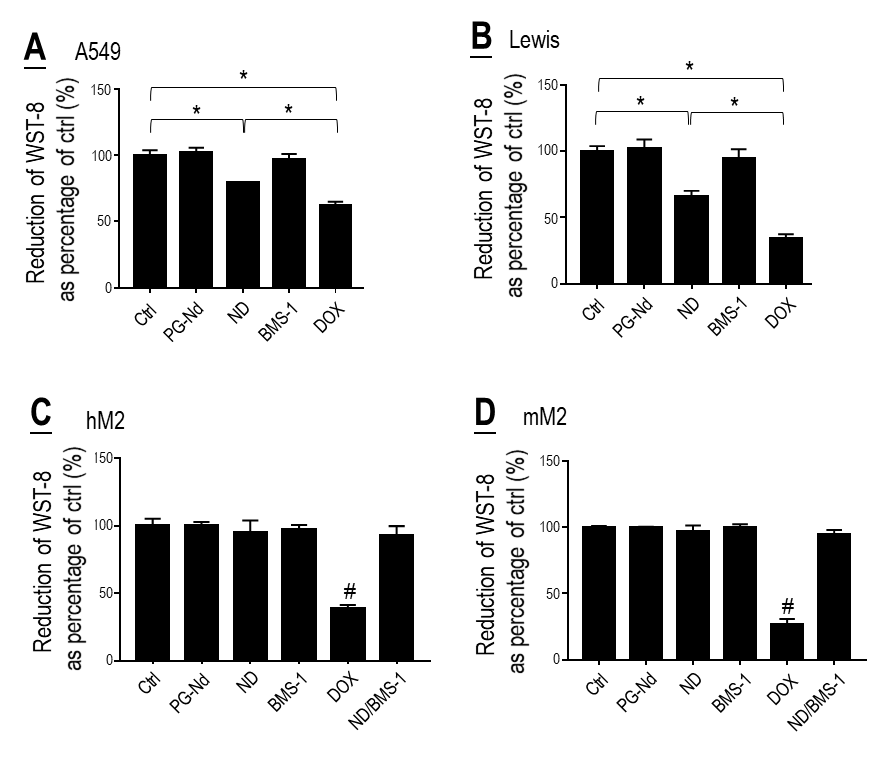 A A549
Reduction of WST-8
as percentage of ctrl (%)
150
100
50
0
*
*
*
Ctrl
PG-Nd
ND
BMS-1
DOX
B Lewis
Reduction of WST-8
as percentage of ctrl (%)
150
100
50
0
*
*
*
Ctrl
PG-Nd
ND
BMS-1
DOX
C hM2
Reduction of WST-8
as percentage of ctrl (%)
150
100
50
0
#
Ctrl
PG-Nd
ND
BMS-1
DOX
ND/BMS-1
D mM2
Reduction of WST-8
as percentage of ctrl (%)
150
100
50
0
#
Ctrl
PG-Nd
ND
BMS-1
DOX
ND/BMS-1